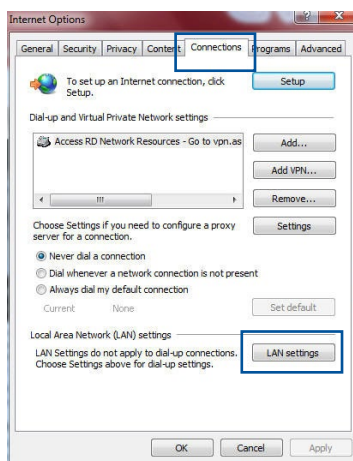 Internet Options
General Security Privacy Content Connections Programs Advanced
To set up an Internet connection, click
Setup.
Setup
Dial-up and Virtual Private Network settings
Access RD Network Resources - Go to vpn.as
Add...
Add VPN...
Remove...
Choose Settings if you need to configure a proxy
server for a connection.
Settings
Never dial a connection
Dial whenever a network connection is not present
Always dial my default connection
Current None
Set default
Local Area Network (LAN) settings
LAN Settings do not apply to dial-up connections.
Choose Settings above for dial-up settings.
LAN settings
OK Cancel Apply